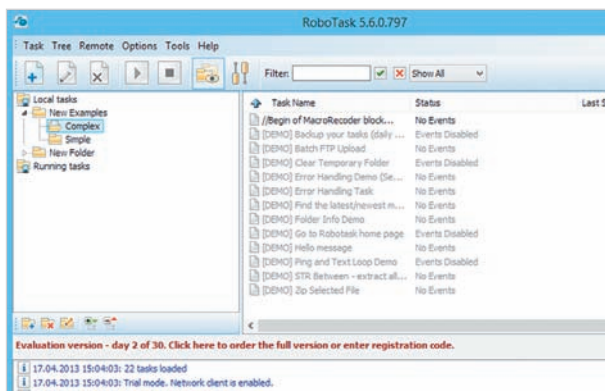 RoboTask 5.6.0.797
Task Tree Remote Options Tools Help
Filter: Show All
Local tasks
New Examples
Complex
Simple
New Folder
Running tasks
Task Name Status Last S
//Begin of MacroRecoder block... No Events
[DEMO] Backup your tasks (daily ... Events Disabled
[DEMO] Batch FTP Upload No Events
[DEMO] Clear Temporary Folder Events Disabled
[DEMO] Error Handling Demo (Se... No Events
[DEMO] Error Handling Task No Events
[DEMO] Find the latest/newest m... No Events
[DEMO] Folder Info Demo No Events
[DEMO] Go to Robotask home page Events Disabled
[DEMO] Hello message No Events
[DEMO] Ping and Text Loop Demo Events Disabled
[DEMO] STR Between - extract all... No Events
[DEMO] Zip Selected File No Events
Evaluation version - day 2 of 30. Click here to order the full version or enter registration code.
17.04.2013 15:04:03: 22 tasks loaded
17.04.2013 15:04:03: Trial mode. Network client is enabled.